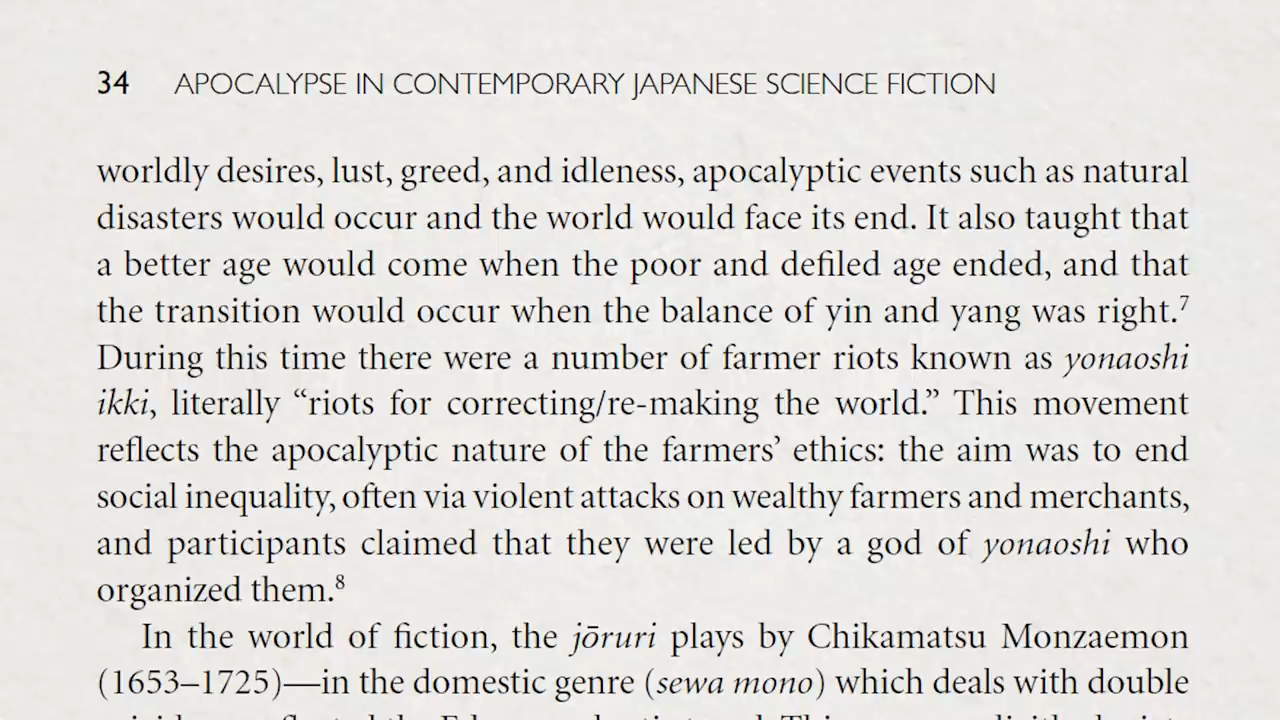 34 APOCALYPSE IN CONTEMPORARY JAPANESE SCIENCE FICTION
worldly desires, lust, greed, and idleness, apocalyptic events such as natural
disasters would occur and the world would face its end. It also taught that
a better age would come when the poor and defiled age ended, and that
the transition would occur when the balance of yin and yang was right.⁷
During this time there were a number of farmer riots known as yonaoshi
ikki, literally “riots for correcting/re-making the world.” This movement
reflects the apocalyptic nature of the farmers’ ethics: the aim was to end
social inequality, often via violent attacks on wealthy farmers and merchants,
and participants claimed that they were led by a god of yonaoshi who
organized them.⁸
In the world of fiction, the jōruri plays by Chikamatsu Monzaemon
(1653–1725)—in the domestic genre (sewa mono) which deals with double